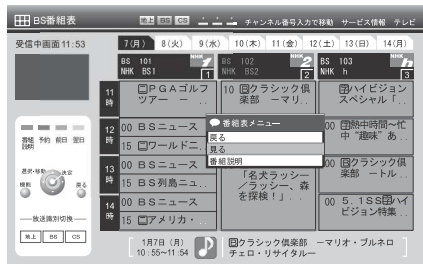 BS番組表
地上 BS CS
チャンネル番号入力で移動 サービス情報 テレビ
受信中画面 11:53
7(月) 8(火) 9(水) 10(木) 11(金) 12(土) 13(日) 14(月)
BS 101
NHK BS1
1
BS 102
NHK BS2
2
BS 103
NHK h
3
11時
PGAゴルフツアー ー ..
10 クラシック倶楽部 ーマリ..
ハイビジョンスペシャル「..
番組表メニュー
戻る
見る
番組説明
12時
00 BSニュース
15 ワールドニ..
00 熱中時間~忙中 “趣味” あ..
13時
00 BSニュース
15 BS列島ニュ..
「名犬ラッシー/ラッシー、森を探検!」..
00 クラシック倶楽部 ートル..
14時
00 BSニュース
15 アメリカ・..
00 5.1SSハイビジョン特集..
番組説明 予約 前日 翌日
選択・移動
決定
戻る
放送識別切換
地上 BS CS
1月7日(月)
10:55~11:54
クラシック倶楽部 ーマリオ・ブルネロ
チェロ・リサイタルー